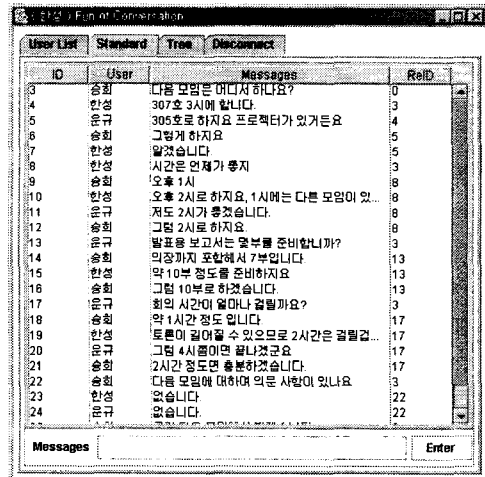 ( 한성 ) Fun of Conversation
User List Standard Tree Disconnect
ID User Messages ReID
3 승희 다음 모임은 어디서 하나요? 0
4 한성 307호 3시에 합니다. 3
5 운규 305호로 하지요 프로젝터가 있거든요 4
6 승희 그렇게 하지요 5
7 한성 알겠습니다. 5
8 한성 시간은 언제가 좋지 3
9 승희 오후 1시 8
10 한성 오후 2시로 하지요, 1시에는 다른 모임이 있... 8
11 운규 저도 2시가 좋겠습니다. 8
12 승희 그럼 2시로 하지요. 8
13 운규 발표용 보고서는 몇부를 준비합니까? 3
14 승희 의장까지 포함해서 7부입니다. 13
15 한성 약 10부 정도를 준비하지요 13
16 승희 그럼 10부로 하겠습니다. 13
17 운규 회의 시간이 얼마나 걸릴까요? 3
18 승희 약 1시간 정도 입니다. 17
19 한성 토론이 길어질 수 있으므로 2시간은 걸릴겁... 17
20 운규 그럼 4시쯤이면 끝나겠군요 17
21 승희 2시간 정도면 충분하겠습니다. 17
22 승희 다음 모임에 대하여 의문 사항이 있나요 3
23 한성 없습니다. 22
24 운규 없습니다. 22
Messages Enter